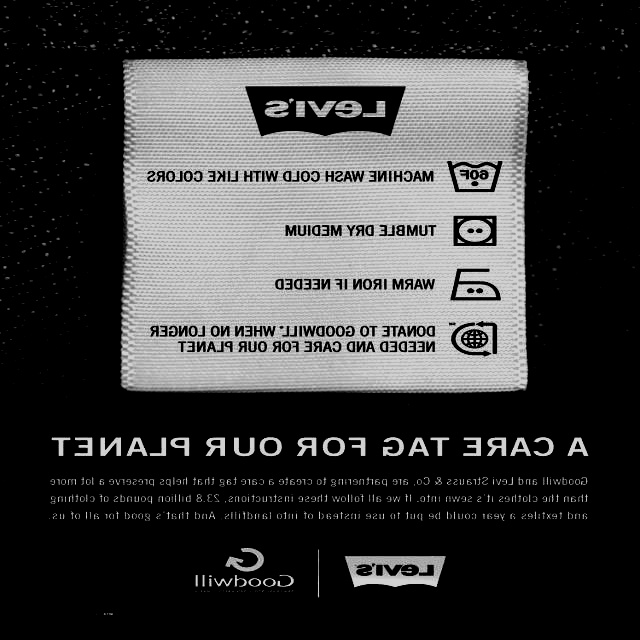 LEVI'S
60F
MACHINE WASH COLD WITH LIKE COLORS
TUMBLE DRY MEDIUM
WARM IRON IF NEEDED
DONATE TO GOODWILL™ WHEN NO LONGER
NEEDED AND CARE FOR OUR PLANET
A CARE TAG FOR OUR PLANET
Goodwill and Levi Strauss & Co. are partnering to create a care tag that helps preserve a lot more
than the clothes it's sewn into. If we all follow these instructions, 23.8 billion pounds of clothing
and textiles a year could be put to use instead of into landfills. And that's good for all of us.
LEVI'S
Goodwill